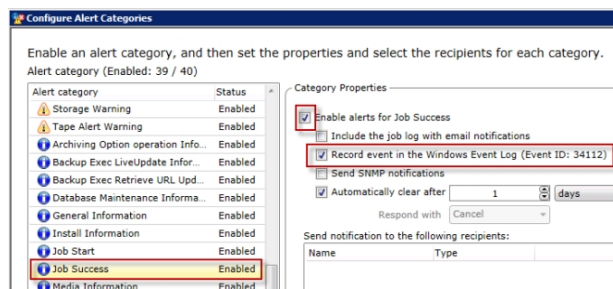 Configure Alert Categories
Enable an alert category, and then set the properties and select the recipients for each category.
Alert category (Enabled: 39 / 40)
Alert category Status
Storage Warning Enabled
Tape Alert Warning Enabled
Archiving Option operation Info... Enabled
Backup Exec LiveUpdate Infor... Enabled
Backup Exec Retrieve URL Upd... Enabled
Database Maintenance Informa... Enabled
General Information Enabled
Install Information Enabled
Job Start Enabled
Job Success Enabled
Media Information Enabled
Category Properties
Enable alerts for Job Success
Include the job log with email notifications
Record event in the Windows Event Log (Event ID: 34112)
Send SNMP notifications
Automatically clear after 1 days
Respond with Cancel
Send notification to the following recipients:
Name Type